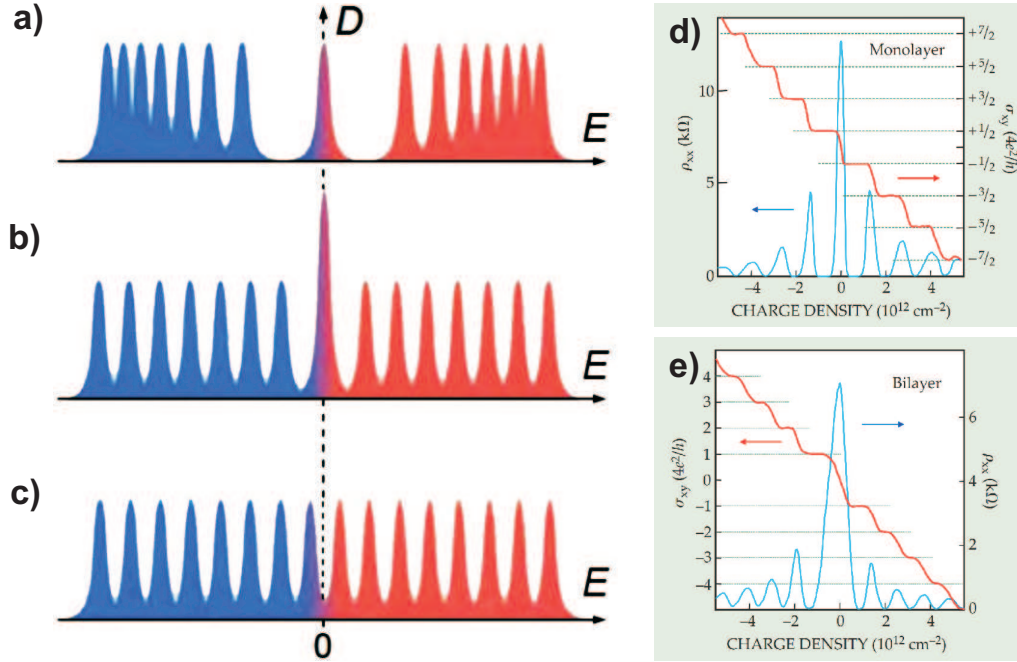 a)
D
E
b)
E
c)
E
0
d)
Monolayer
10
5
0
ρxx (kΩ)
+7/2
+5/2
+3/2
+1/2
−1/2
−3/2
−5/2
−7/2
σxy (4e²/h)
−4 −2 0 2 4
CHARGE DENSITY (10¹² cm⁻²)
e)
Bilayer
4
3
2
1
0
−1
−2
−3
−4
σxy (4e²/h)
6
4
2
0
ρxx (kΩ)
−4 −2 0 2 4
CHARGE DENSITY (10¹² cm⁻²)